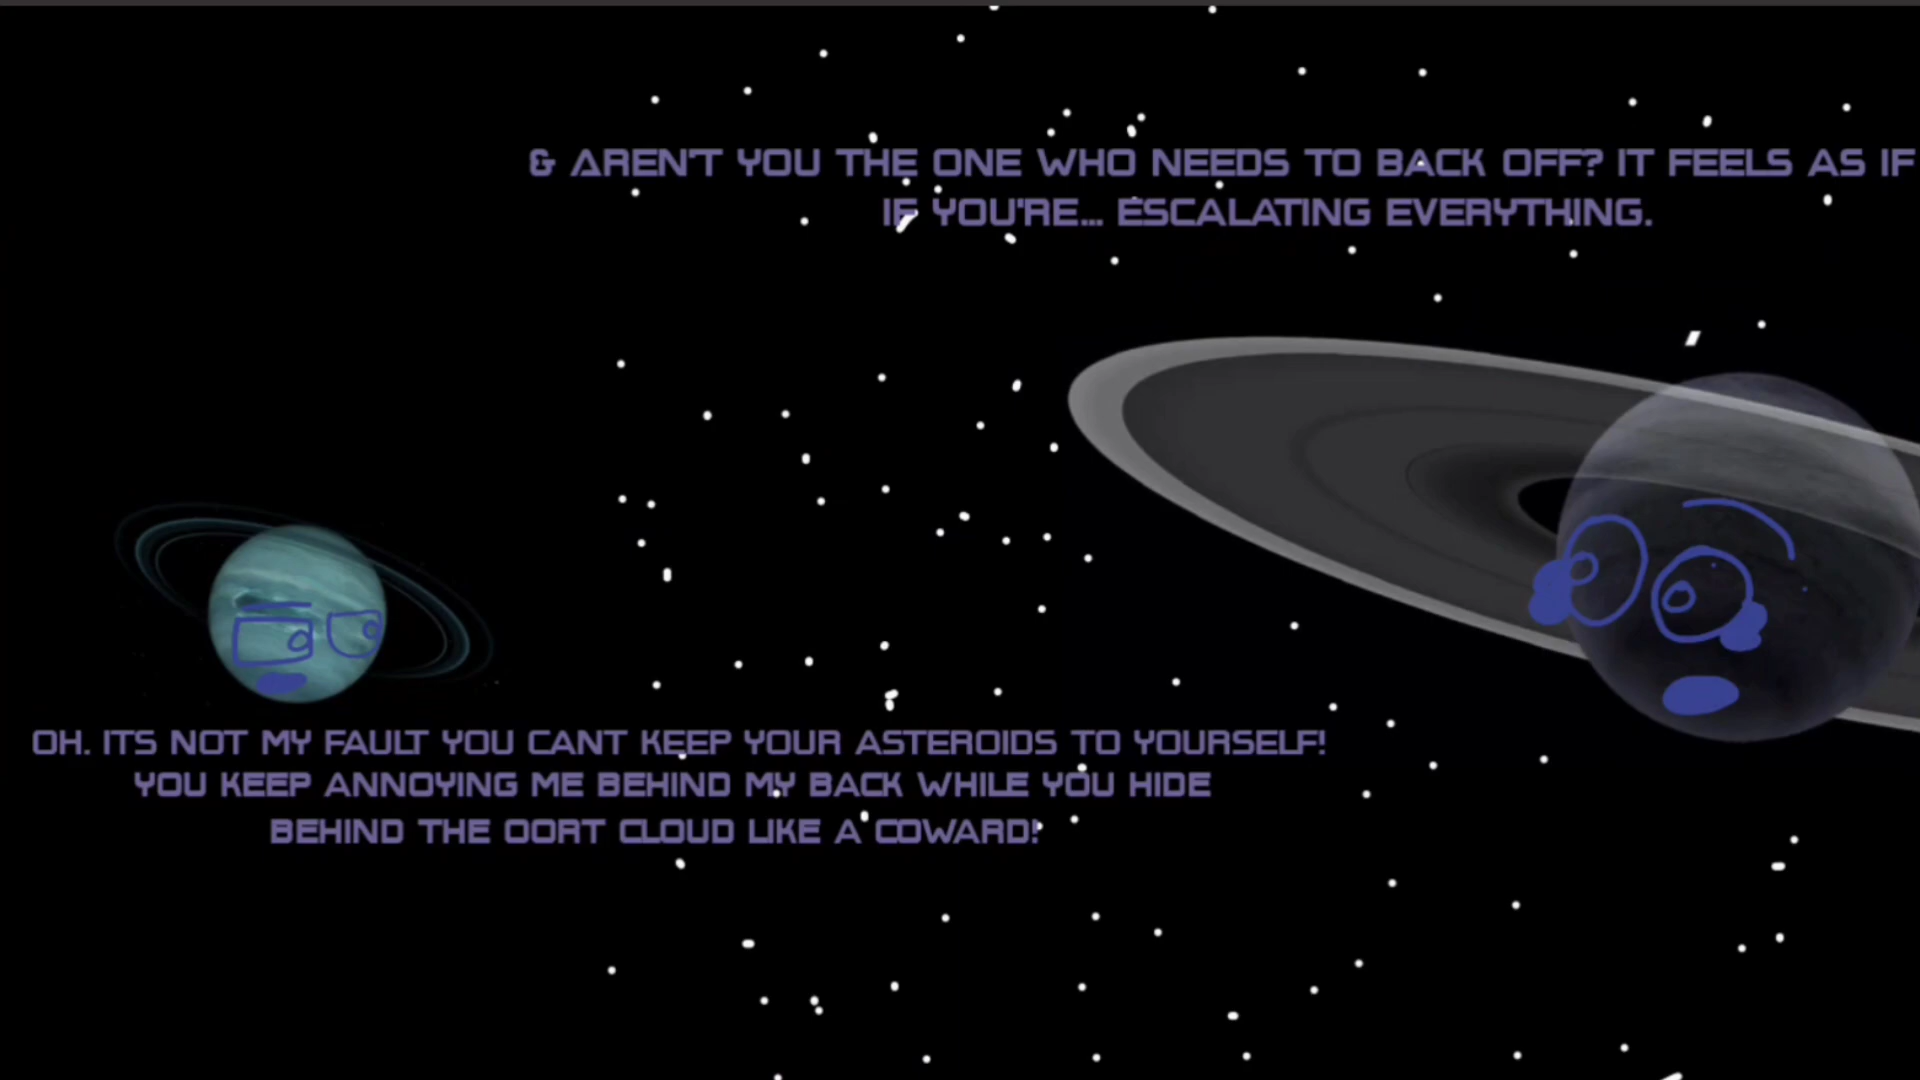 & AREN'T YOU THE ONE WHO NEEDS TO BACK OFF? IT FEELS AS IF
IF YOU'RE... ESCALATING EVERYTHING.
OH. ITS NOT MY FAULT YOU CANT KEEP YOUR ASTEROIDS TO YOURSELF!
YOU KEEP ANNOYING ME BEHIND MY BACK WHILE YOU HIDE
BEHIND THE OORT CLOUD LIKE A COWARD!